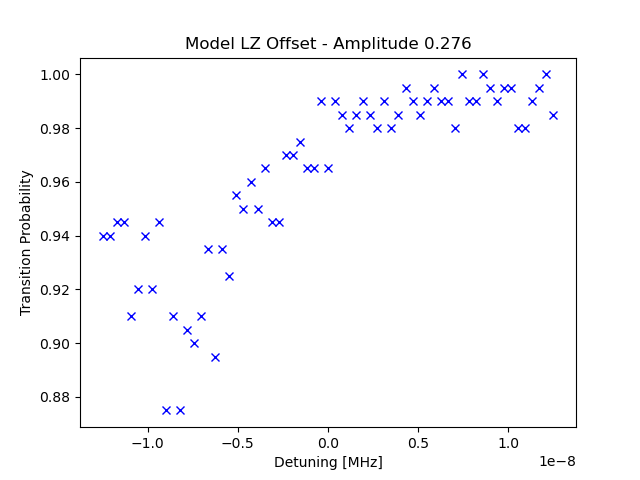 Model LZ Offset - Amplitude 0.276
Transition Probability
1.00
0.98
0.96
0.94
0.92
0.90
0.88
−1.0 −0.5 0.0 0.5 1.0
1e−8
Detuning [MHz]